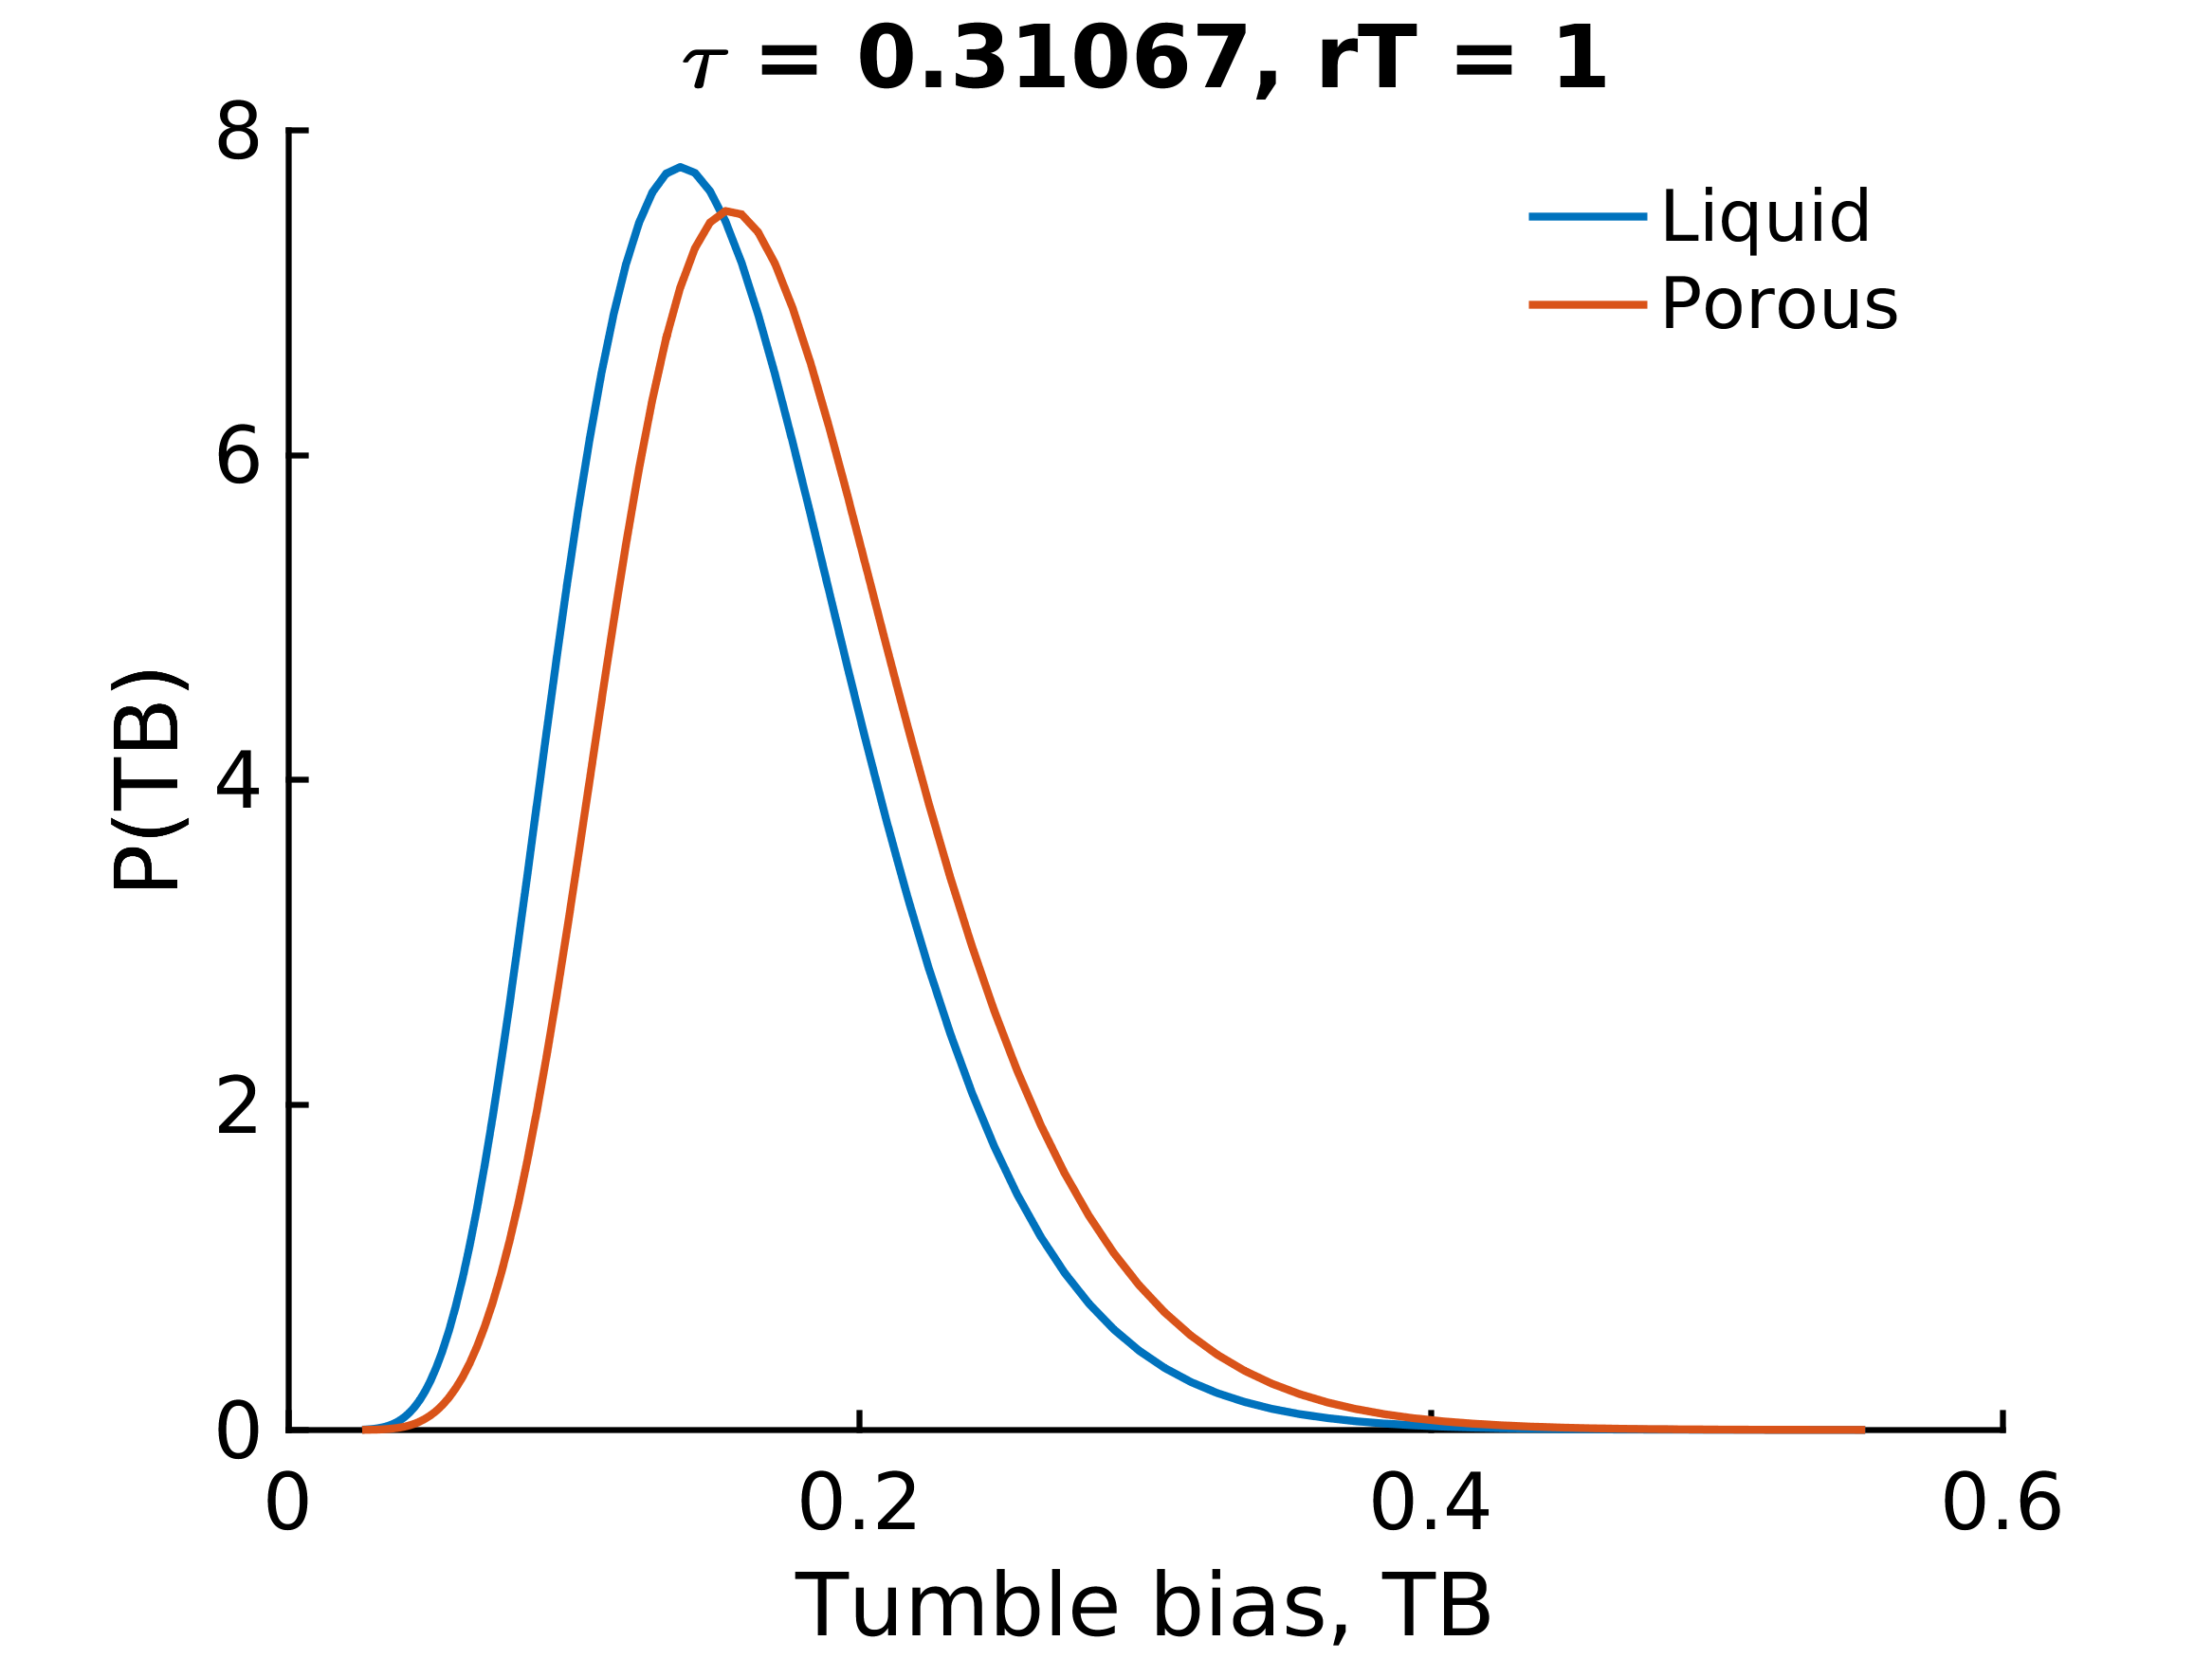 τ = 0.31067, rT = 1
8
6
4
2
0
P(TB)
Liquid
Porous
0 0.2 0.4 0.6
Tumble bias, TB